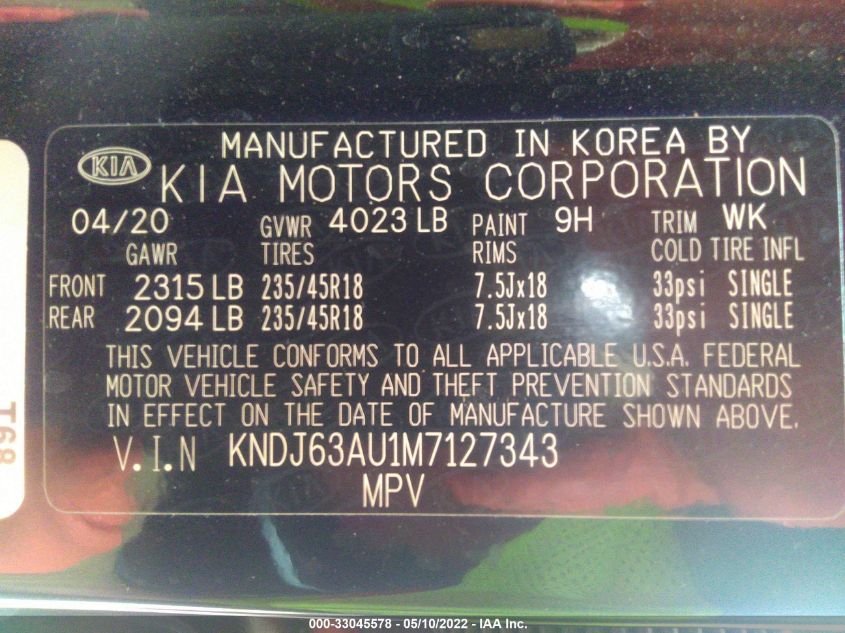 MANUFACTURED IN KOREA BY
KIA KIA MOTORS CORPORATION
04/20 GVWR 4023 LB PAINT 9H TRIM WK
GAWR TIRES RIMS COLD TIRE INFL
FRONT 2315 LB 235/45R18 7.5Jx18 33psi SINGLE
REAR 2094 LB 235/45R18 7.5Jx18 33psi SINGLE
THIS VEHICLE CONFORMS TO ALL APPLICABLE U.S.A. FEDERAL
MOTOR VEHICLE SAFETY AND THEFT PREVENTION STANDARDS
IN EFFECT ON THE DATE OF MANUFACTURE SHOWN ABOVE.
V.I.N KNDJ63AU1M7127343
MPV
T68
000-33045578 - 05/10/2022 - IAA Inc.